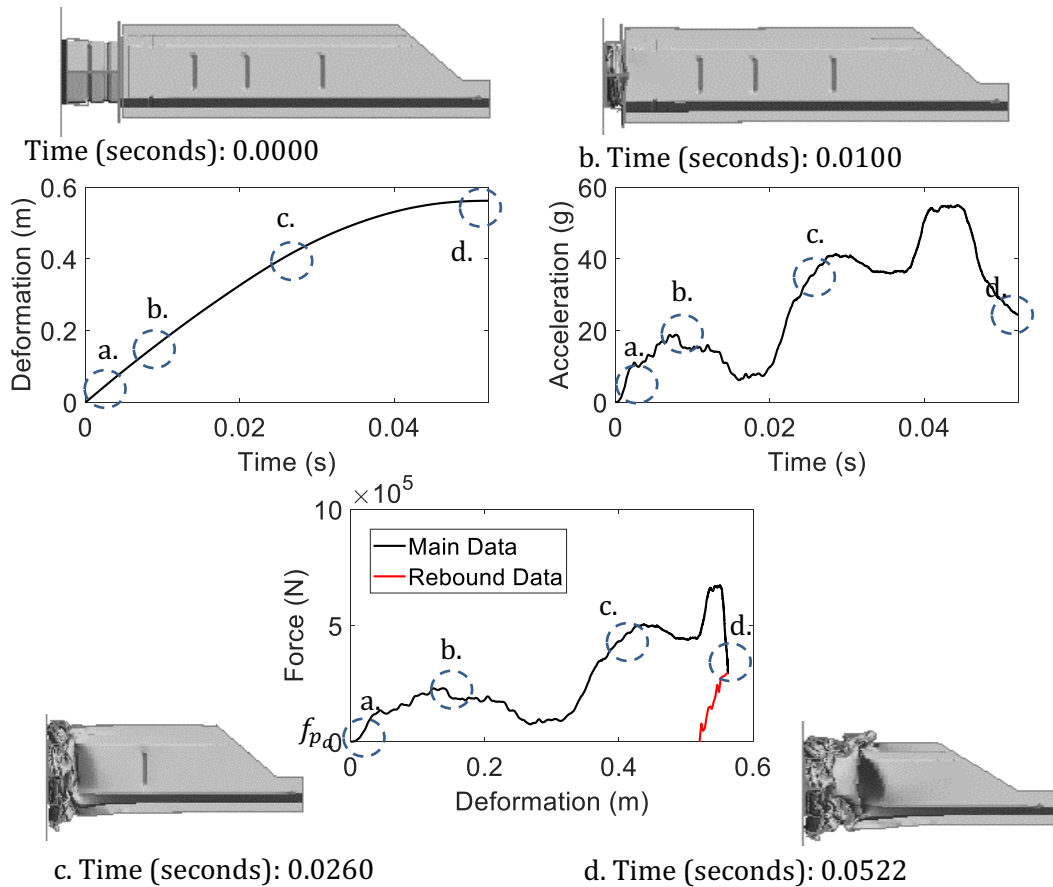 Time (seconds): 0.0000
b. Time (seconds): 0.0100
Deformation (m)
0.6
0.4
0.2
0
a.
b.
c.
d.
0
0.02
0.04
Time (s)
Acceleration (g)
60
40
20
0
a.
b.
c.
d.
0
0.02
0.04
Time (s)
×10^5
Force (N)
10
5
f_{p_d}
Main Data
Rebound Data
a.
b.
c.
d.
0
0.2
0.4
0.6
Deformation (m)
c. Time (seconds): 0.0260
d. Time (seconds): 0.0522